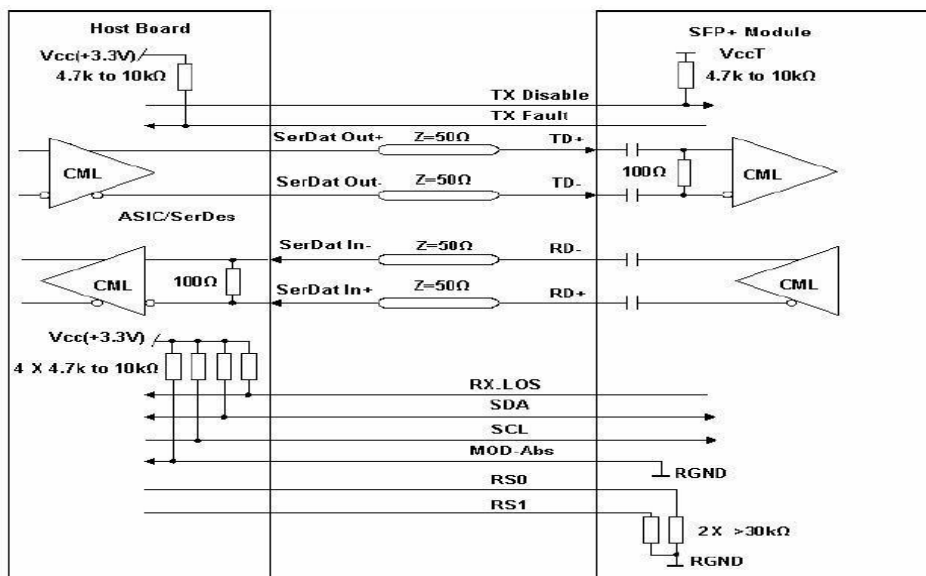 Host Board
SFP+ Module
Vcc(+3.3V)
4.7k to 10kΩ
VccT
4.7k to 10kΩ
TX Disable
TX Fault
SerDat Out+
Z=50Ω
TD+
CML
100Ω
CML
SerDat Out-
Z=50Ω
TD-
ASIC/SerDes
SerDat In-
Z=50Ω
RD-
CML
100Ω
CML
SerDat In+
Z=50Ω
RD+
Vcc(+3.3V)
4 X 4.7k to 10kΩ
RX-LOS
SDA
SCL
MOD-Abs
RGND
RS0
RS1
2X >30kΩ
RGND